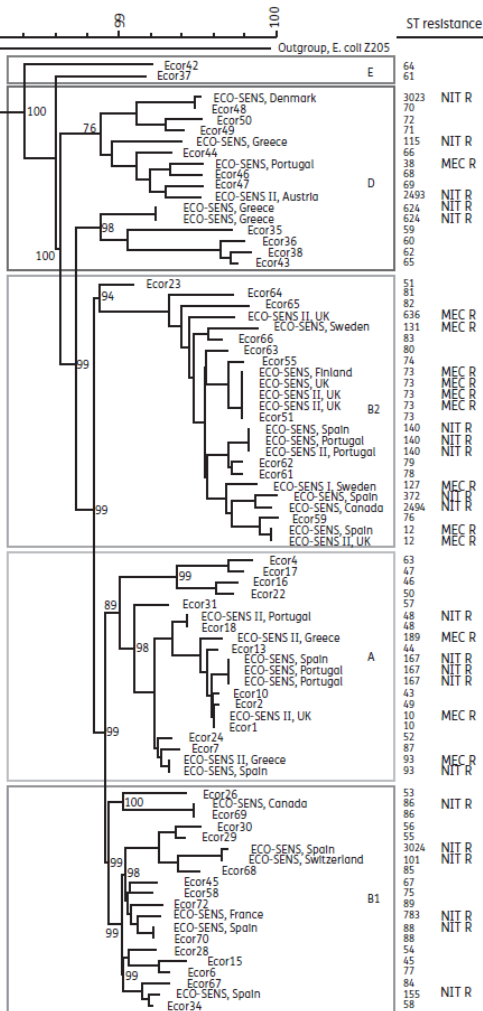 99 100
ST resistance
Outgroup, E. coli Z205
Ecor42 64
Ecor37 E 61
100
ECO-SENS, Denmark 3023 NIT R
Ecor48 70
Ecor50 72
76 Ecor49 71
ECO-SENS, Greece 115 NIT R
Ecor44 66
ECO-SENS, Portugal 38 MEC R
Ecor46 68
Ecor47 D 69
ECO-SENS II, Austria 2493 NIT R
ECO-SENS, Greece 624 NIT R
ECO-SENS, Greece 624 NIT R
98 Ecor35 59
Ecor36 60
100 Ecor38 62
Ecor43 65
Ecor23 51
94 Ecor64 81
Ecor65 82
ECO-SENS II, UK 636 MEC R
ECO-SENS, Sweden 131 MEC R
Ecor66 83
Ecor63 80
99 Ecor55 74
ECO-SENS, Finland 73 MEC R
ECO-SENS, UK 73 MEC R
ECO-SENS II, UK 73 MEC R
ECO-SENS II, UK B2 73 MEC R
Ecor51 73
ECO-SENS, Spain 140 NIT R
ECO-SENS, Portugal 140 NIT R
ECO-SENS II, Portugal 140 NIT R
Ecor62 79
Ecor61 78
ECO-SENS I, Sweden 127 MEC R
ECO-SENS, Spain 372 NIT R
99 ECO-SENS, Canada 2494 NIT R
Ecor59 76
ECO-SENS, Spain 12 MEC R
ECO-SENS II, UK 12 MEC R
Ecor4 63
99 Ecor17 47
Ecor16 46
Ecor22 50
89 Ecor31 57
ECO-SENS II, Portugal 48 NIT R
Ecor18 48
ECO-SENS II, Greece 189 MEC R
98 Ecor13 44
ECO-SENS, Spain A 167 NIT R
ECO-SENS, Portugal 167 NIT R
ECO-SENS, Portugal 167 NIT R
Ecor10 43
Ecor2 49
ECO-SENS II, UK 10 MEC R
Ecor1 10
99 Ecor24 52
Ecor7 87
ECO-SENS II, Greece 93 MEC R
ECO-SENS, Spain 93 NIT R
Ecor26 53
100 ECO-SENS, Canada 86 NIT R
Ecor69 86
Ecor30 56
Ecor29 55
ECO-SENS, Spain 3024 NIT R
99 ECO-SENS, Switzerland 101 NIT R
98 Ecor68 85
Ecor45 67
Ecor58 75
Ecor72 B1 89
ECO-SENS, France 783 NIT R
ECO-SENS, Spain 88 NIT R
99 Ecor70 88
Ecor28 54
Ecor15 45
99 Ecor6 77
Ecor67 84
ECO-SENS, Spain 155 NIT R
Ecor34 58